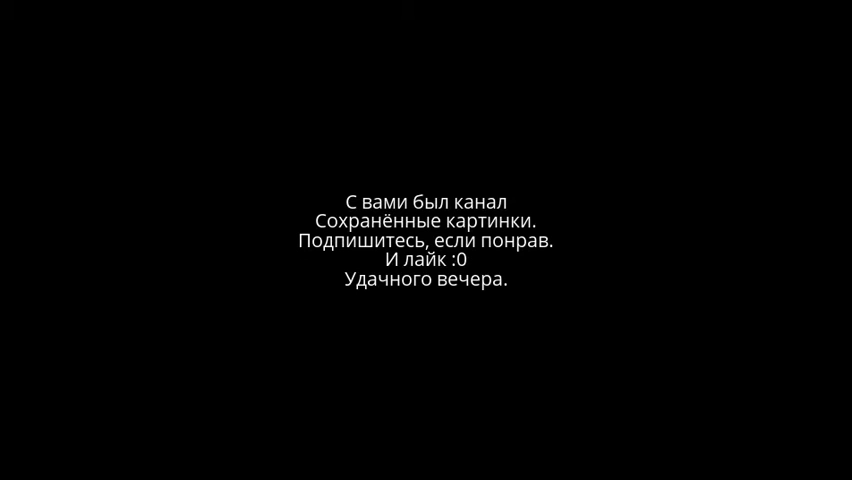 С вами был канал
Сохранённые картинки.
Подпишитесь, если понрав.
И лайк :0
Удачного вечера.